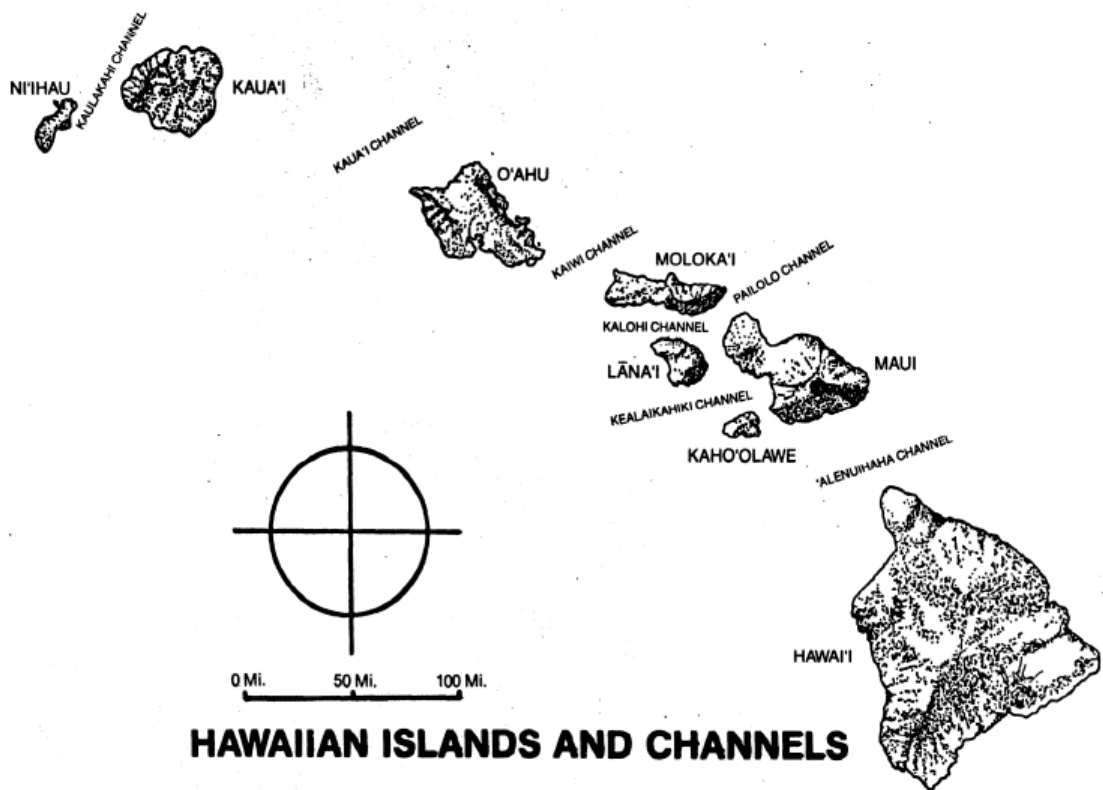 KAULAKAHI CHANNEL
NI'IHAU
KAUA'I
KAUA'I CHANNEL
O'AHU
KAIWI CHANNEL
MOLOKA'I
PAILOLO CHANNEL
KALOHI CHANNEL
LĀNA'I
MAUI
KEALAIKAHIKI CHANNEL
KAHO'OLAWE
'ALENUIHAHA CHANNEL
HAWAI'I
0 Mi. 50 Mi. 100 Mi.
HAWAIIAN ISLANDS AND CHANNELS